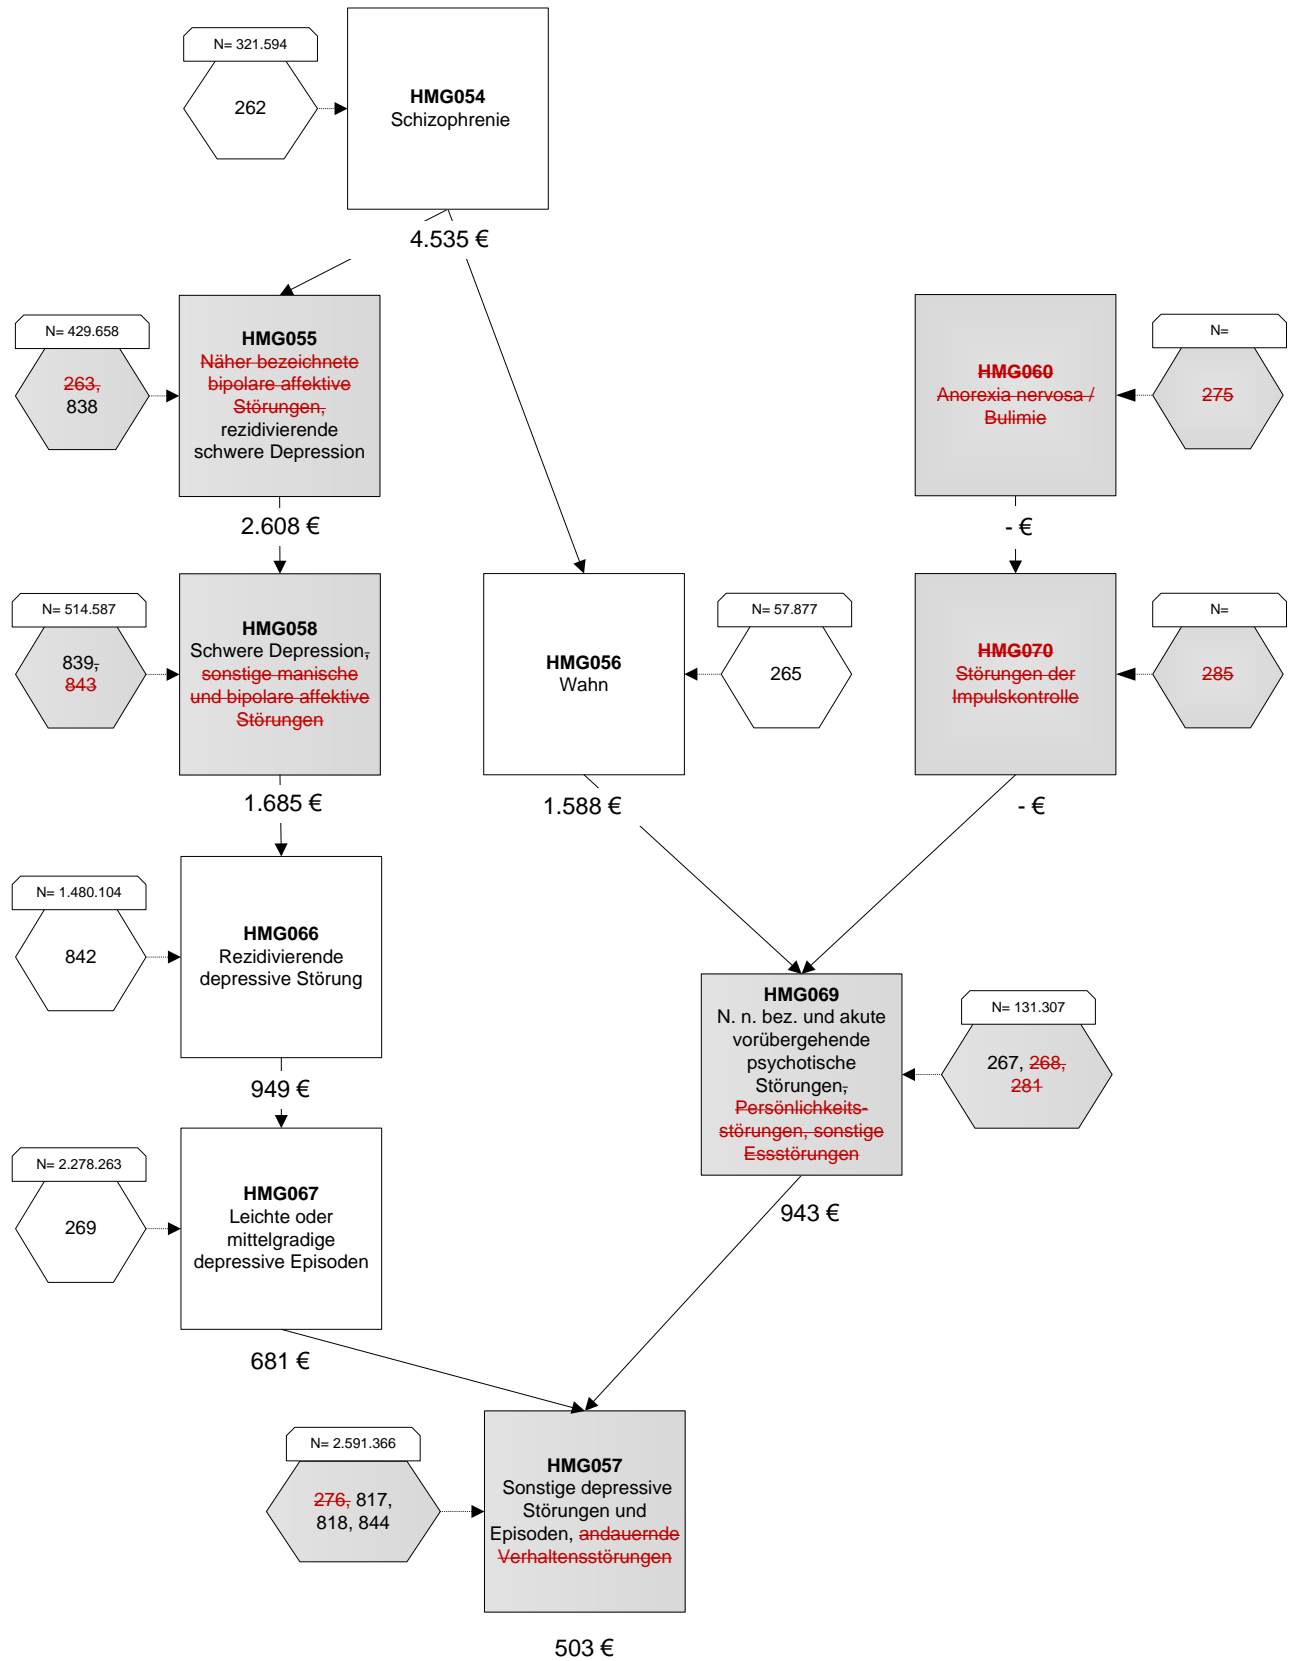 N= 321.594
262
HMG054
Schizophrenie
4.535 €
N= 429.658
263,
838
HMG055
Näher bezeichnete
bipolare affektive
Störungen,
rezidivierende
schwere Depression
2.608 €
HMG060
Anorexia nervosa /
Bulimie
- €
N=
275
N= 514.587
839,
843
HMG058
Schwere Depression,
sonstige manische
und bipolare affektive
Störungen
1.685 €
HMG056
Wahn
1.588 €
N= 57.877
265
HMG070
Störungen der
Impulskontrolle
- €
N=
285
N= 1.480.104
842
HMG066
Rezidivierende
depressive Störung
949 €
HMG069
N. n. bez. und akute
vorübergehende
psychotische
Störungen,
Persönlichkeits-
störungen, sonstige
Essstörungen
943 €
N= 131.307
267, 268,
281
N= 2.278.263
269
HMG067
Leichte oder
mittelgradige
depressive Episoden
681 €
N= 2.591.366
276, 817,
818, 844
HMG057
Sonstige depressive
Störungen und
Episoden, andauernde
Verhaltensstörungen
503 €